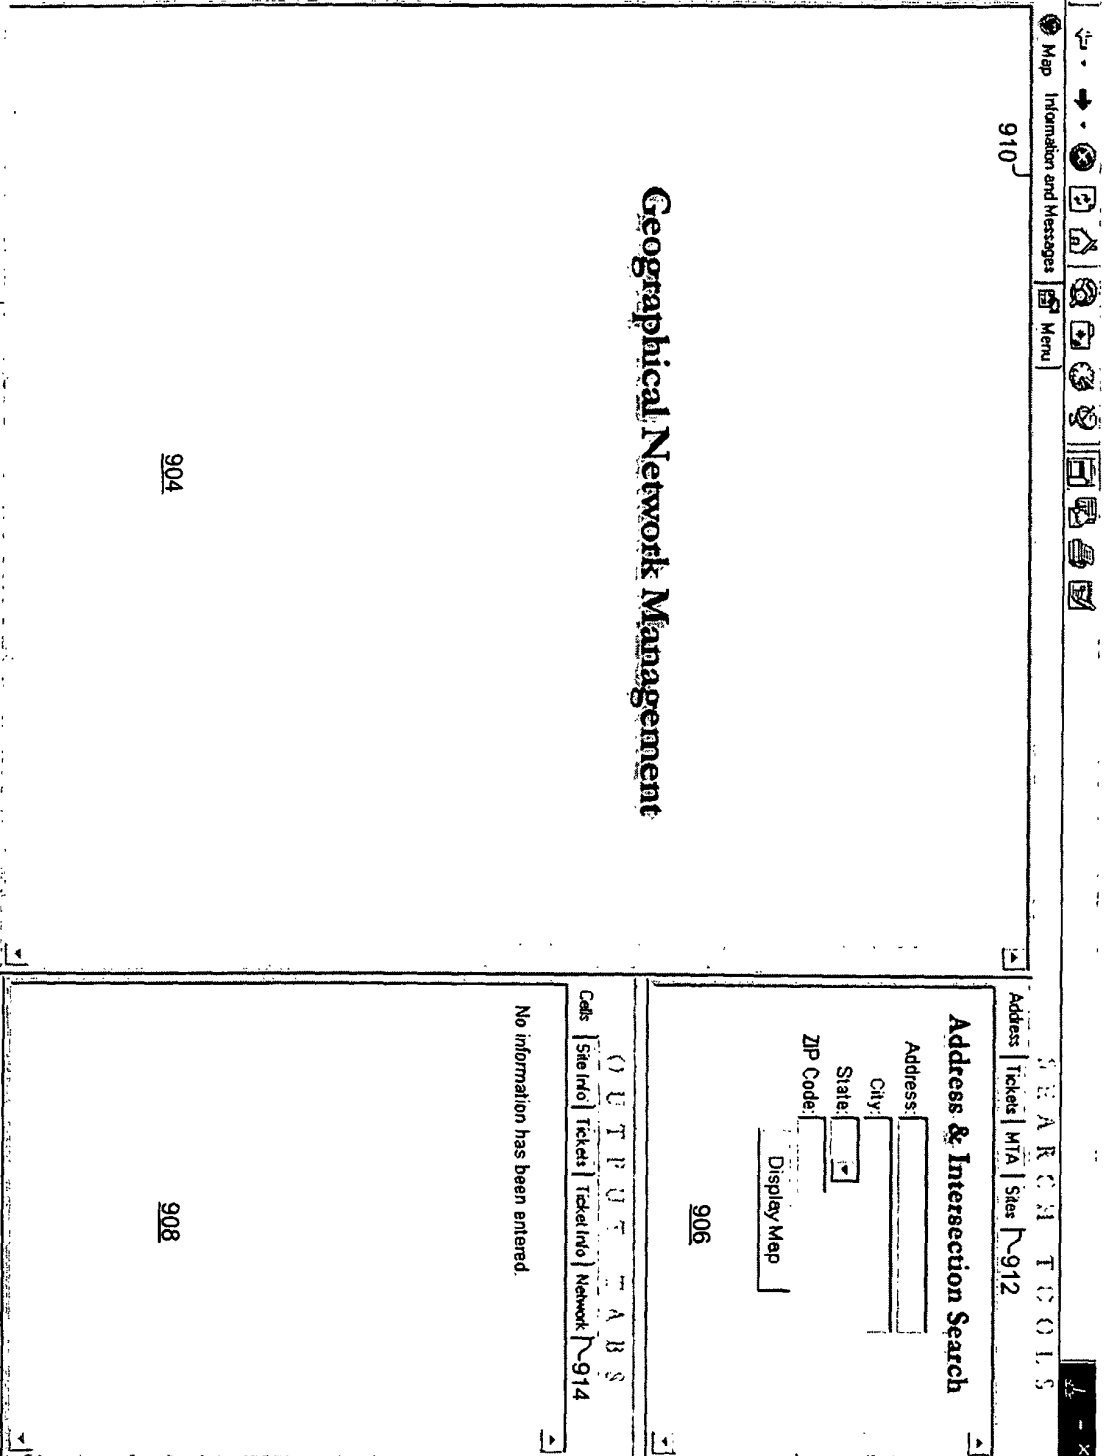 Map Information and Messages Menu
910
Geographical Network Management
904
SEARCH TOOLS
Address Tickets MTA Sites 912
Address & Intersection Search
Address:
City:
State:
ZIP Code:
Display Map
906
OUTPUT TABS
Cells Site Info Tickets Ticket Info Network 914
No information has been entered.
908